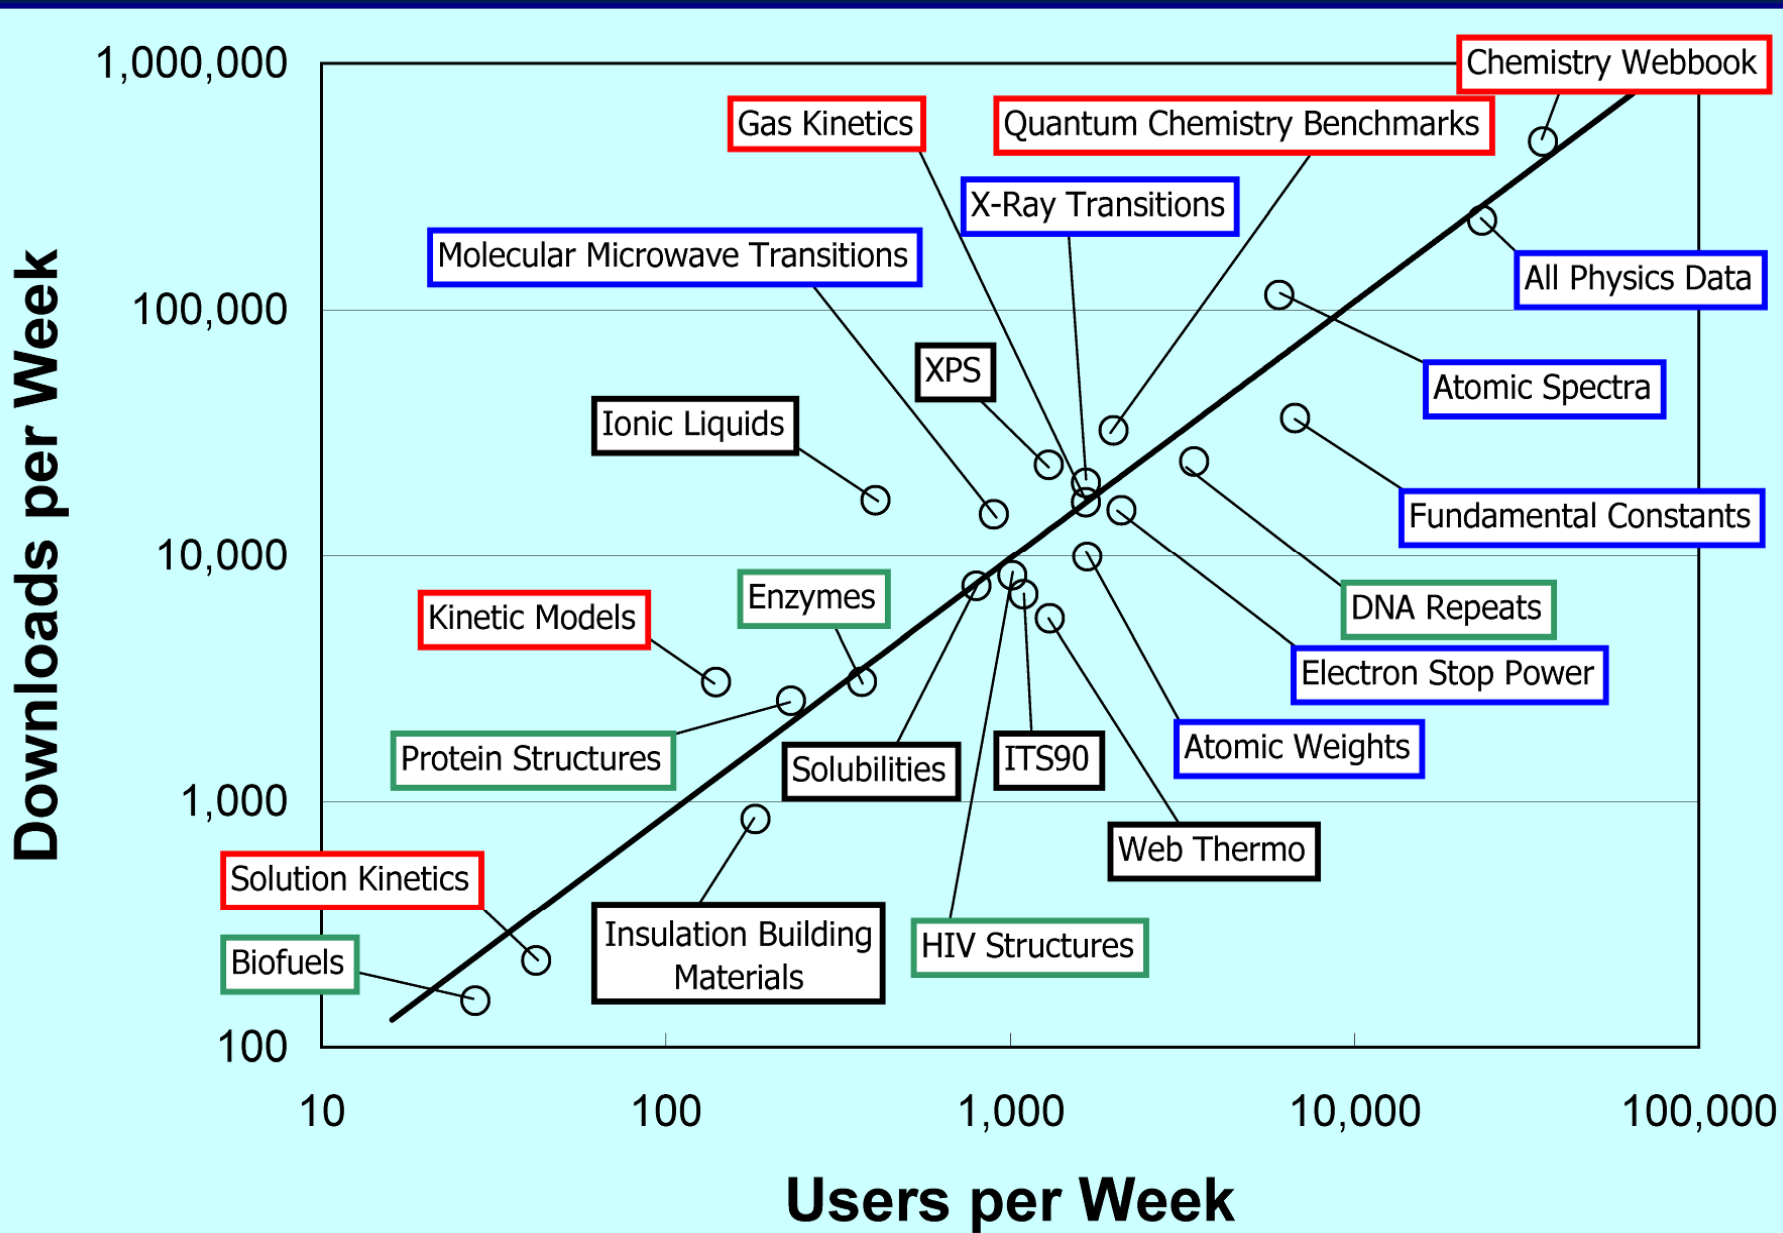 1,000,000
Chemistry Webbook
Gas Kinetics
Quantum Chemistry Benchmarks
X-Ray Transitions
Molecular Microwave Transitions
All Physics Data
100,000
XPS
Atomic Spectra
Ionic Liquids
Fundamental Constants
10,000
Enzymes
DNA Repeats
Kinetic Models
Electron Stop Power
Protein Structures
Solubilities
ITS90
Atomic Weights
1,000
Web Thermo
Solution Kinetics
Insulation Building
Materials
HIV Structures
Biofuels
100
Downloads per Week
10
100
1,000
10,000
100,000
Users per Week